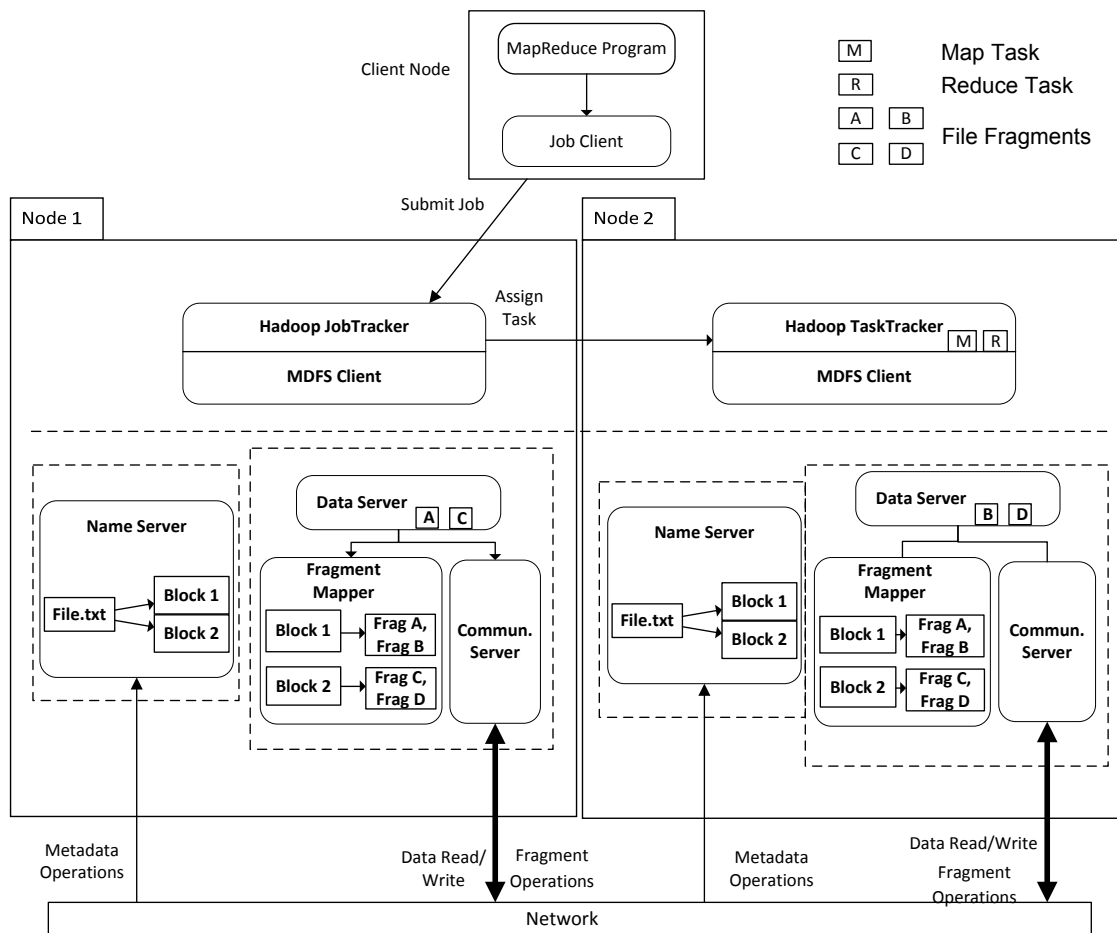 MapReduce Program
Client Node
Job Client
M
Map Task
R
Reduce Task
A
B
C
D
File Fragments
Submit Job
Node 1
Node 2
Hadoop JobTracker
MDFS Client
Assign
Task
Hadoop TaskTracker
M
R
MDFS Client
Name Server
File.txt
Block 1
Block 2
Data Server
A
C
Fragment
Mapper
Block 1
Frag A,
Frag B
Block 2
Frag C,
Frag D
Commun.
Server
Name Server
File.txt
Block 1
Block 2
Data Server
B
D
Fragment
Mapper
Block 1
Frag A,
Frag B
Block 2
Frag C,
Frag D
Commun.
Server
Metadata
Operations
Data Read/
Write
Fragment
Operations
Metadata
Operations
Data Read/Write
Fragment
Operations
Network